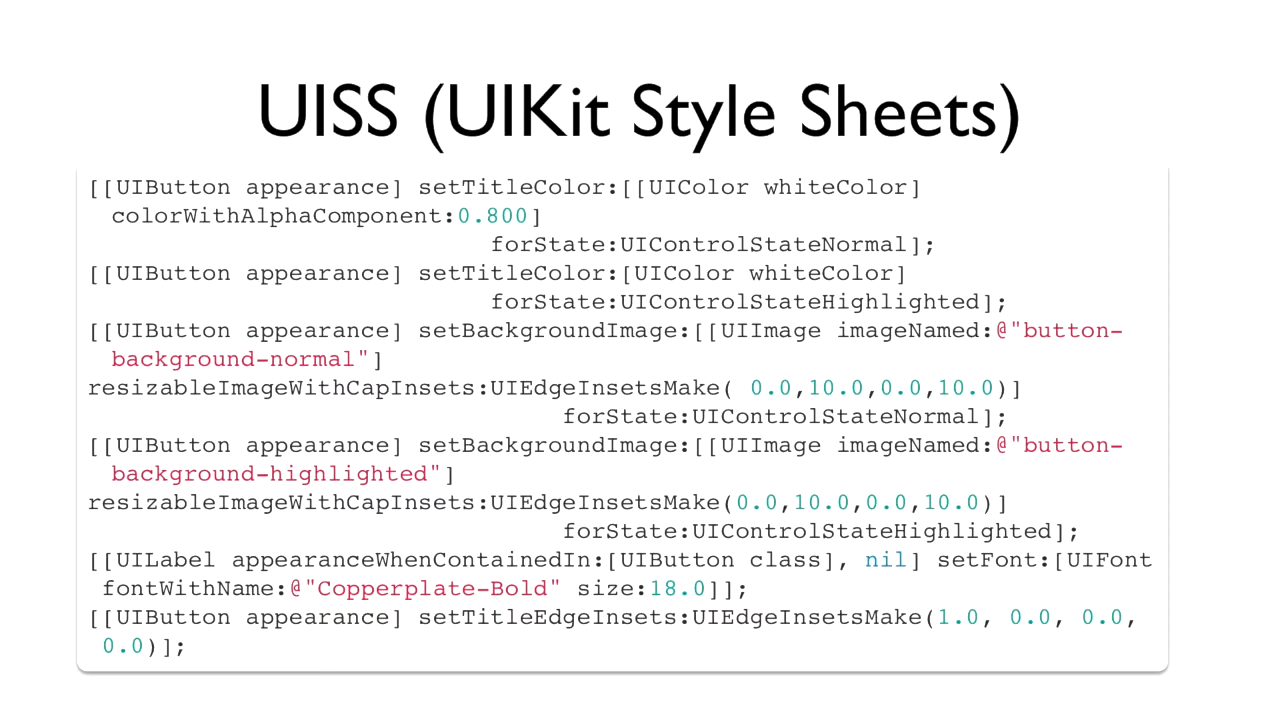 UISS (UIKit Style Sheets)
[[UIButton appearance] setTitleColor:[[UIColor whiteColor]
colorWithAlphaComponent:0.800]
forState:UIControlStateNormal];
[[UIButton appearance] setTitleColor:[UIColor whiteColor]
forState:UIControlStateHighlighted];
[[UIButton appearance] setBackgroundImage:[[UIImage imageNamed:@"button-
background-normal"]
resizableImageWithCapInsets:UIEdgeInsetsMake( 0.0,10.0,0.0,10.0)]
forState:UIControlStateNormal];
[[UIButton appearance] setBackgroundImage:[[UIImage imageNamed:@"button-
background-highlighted"]
resizableImageWithCapInsets:UIEdgeInsetsMake(0.0,10.0,0.0,10.0)]
forState:UIControlStateHighlighted];
[[UILabel appearanceWhenContainedIn:[UIButton class], nil] setFont:[UIFont
fontWithName:@"Copperplate-Bold" size:18.0]];
[[UIButton appearance] setTitleEdgeInsets:UIEdgeInsetsMake(1.0, 0.0, 0.0,
0.0)];